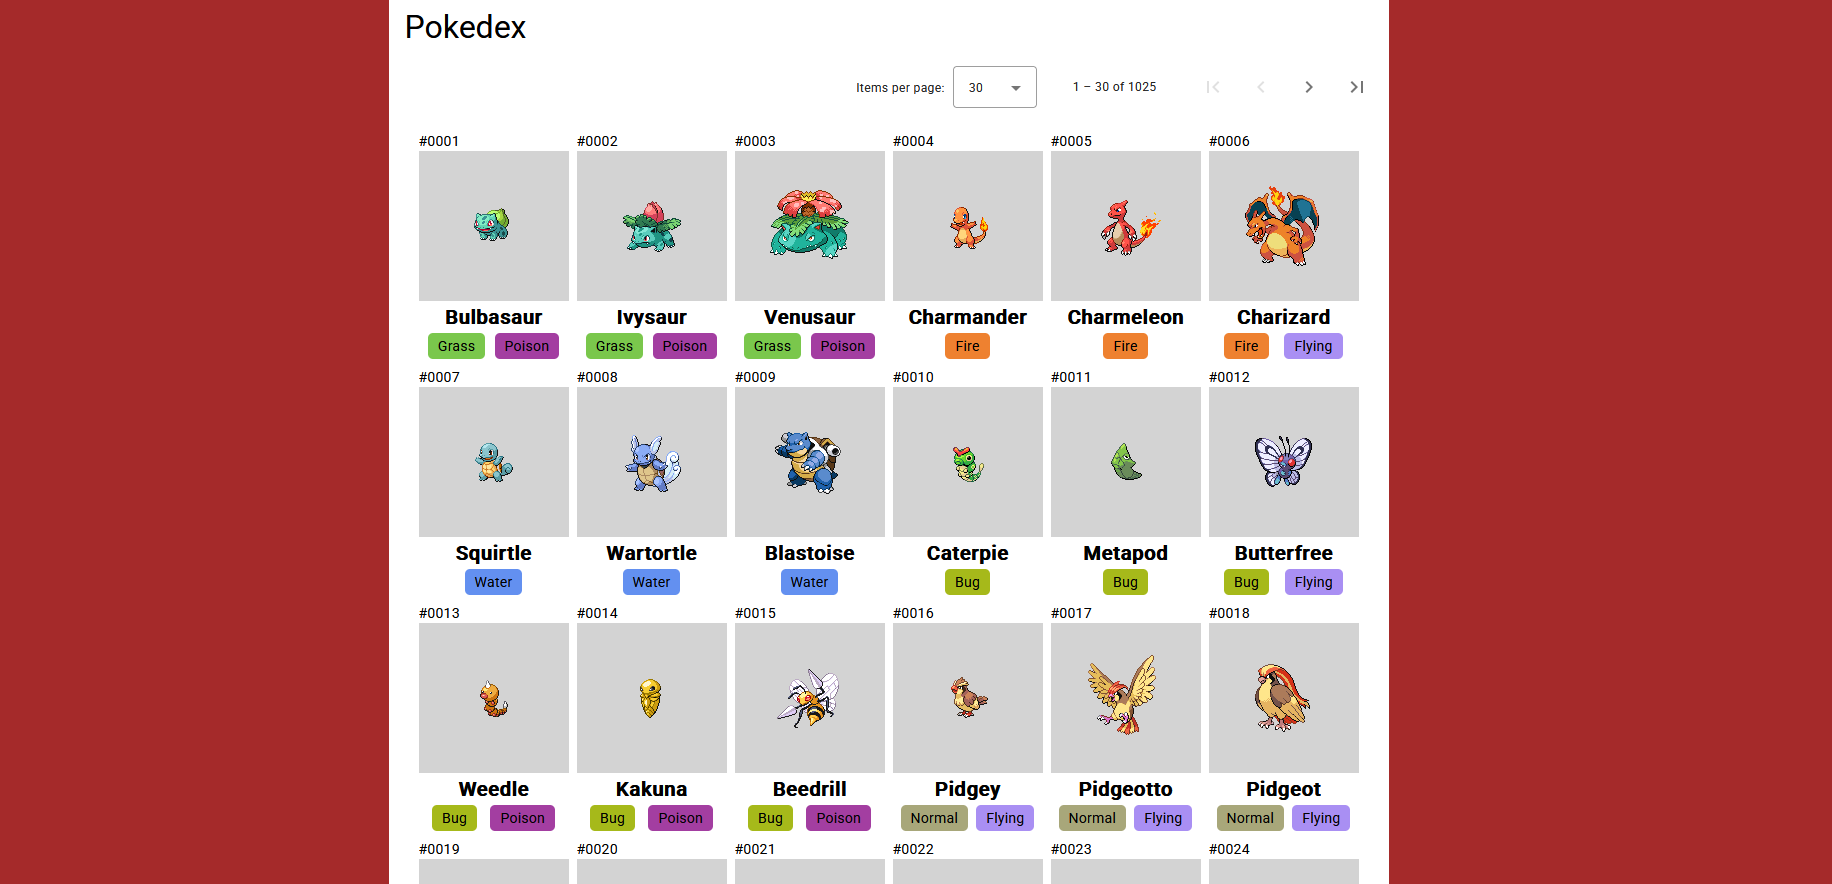 Pokedex
Items per page: 30 1 – 30 of 1025
#0001 #0002 #0003 #0004 #0005 #0006
Bulbasaur Ivysaur Venusaur Charmander Charmeleon Charizard
Grass Poison Grass Poison Grass Poison Fire Fire Fire Flying
#0007 #0008 #0009 #0010 #0011 #0012
Squirtle Wartortle Blastoise Caterpie Metapod Butterfree
Water Water Water Bug Bug Bug Flying
#0013 #0014 #0015 #0016 #0017 #0018
Weedle Kakuna Beedrill Pidgey Pidgeotto Pidgeot
Bug Poison Bug Poison Bug Poison Normal Flying Normal Flying Normal Flying
#0019 #0020 #0021 #0022 #0023 #0024